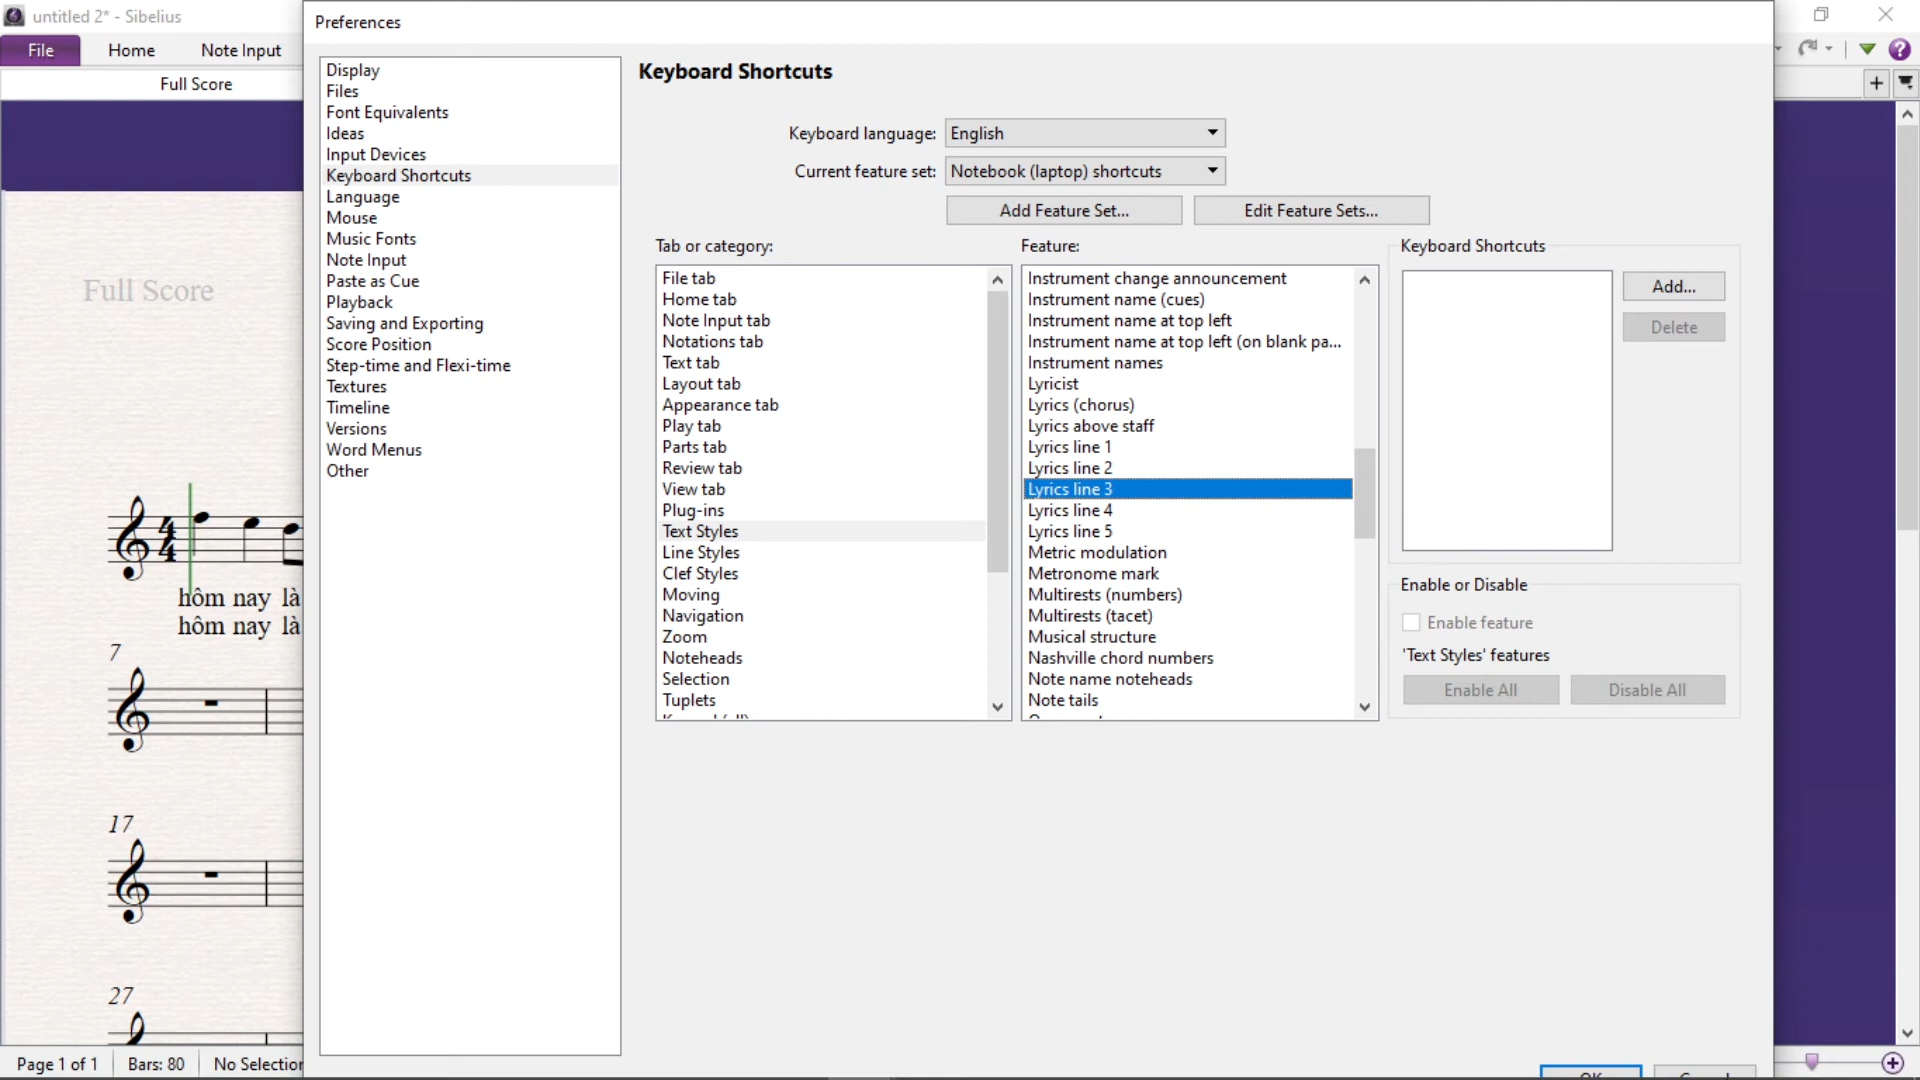 untitled 2* - Sibelius
Preferences
File
Home
Note Input
Full Score
Full Score
4
4
hôm nay là
hôm nay là
7
17
27
Page 1 of 1
Bars: 80
No Selection
Display
Files
Font Equivalents
Ideas
Input Devices
Keyboard Shortcuts
Language
Mouse
Music Fonts
Note Input
Paste as Cue
Playback
Saving and Exporting
Score Position
Step-time and Flexi-time
Textures
Timeline
Versions
Word Menus
Other
Keyboard Shortcuts
Keyboard language:
English
Current feature set:
Notebook (laptop) shortcuts
Add Feature Set...
Edit Feature Sets...
Tab or category:
File tab
Home tab
Note Input tab
Notations tab
Text tab
Layout tab
Appearance tab
Play tab
Parts tab
Review tab
View tab
Plug-ins
Text Styles
Line Styles
Clef Styles
Moving
Navigation
Zoom
Noteheads
Selection
Tuplets
Feature:
Instrument change announcement
Instrument name (cues)
Instrument name at top left
Instrument name at top left (on blank pa...
Instrument names
Lyricist
Lyrics (chorus)
Lyrics above staff
Lyrics line 1
Lyrics line 2
Lyrics line 3
Lyrics line 4
Lyrics line 5
Metric modulation
Metronome mark
Multirests (numbers)
Multirests (tacet)
Musical structure
Nashville chord numbers
Note name noteheads
Note tails
Keyboard Shortcuts
Add...
Delete
Enable or Disable
Enable feature
'Text Styles' features
Enable All
Disable All